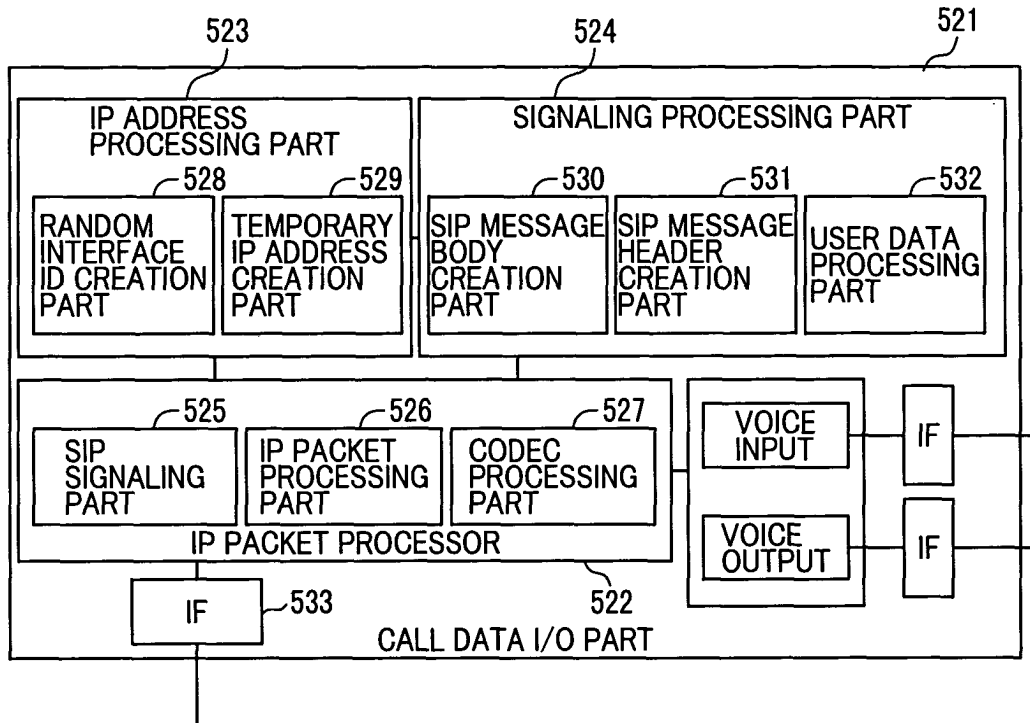 523
524
521
IP ADDRESS
PROCESSING PART
SIGNALING PROCESSING PART
528
529
530
531
532
RANDOM
INTERFACE
ID CREATION
PART
TEMPORARY
IP ADDRESS
CREATION
PART
SIP MESSAGE
BODY
CREATION
PART
SIP MESSAGE
HEADER
CREATION
PART
USER DATA
PROCESSING
PART
525
526
527
SIP
SIGNALING
PART
IP PACKET
PROCESSING
PART
CODEC
PROCESSING
PART
IP PACKET PROCESSOR
VOICE
INPUT
IF
VOICE
OUTPUT
IF
522
IF
533
CALL DATA I/O PART